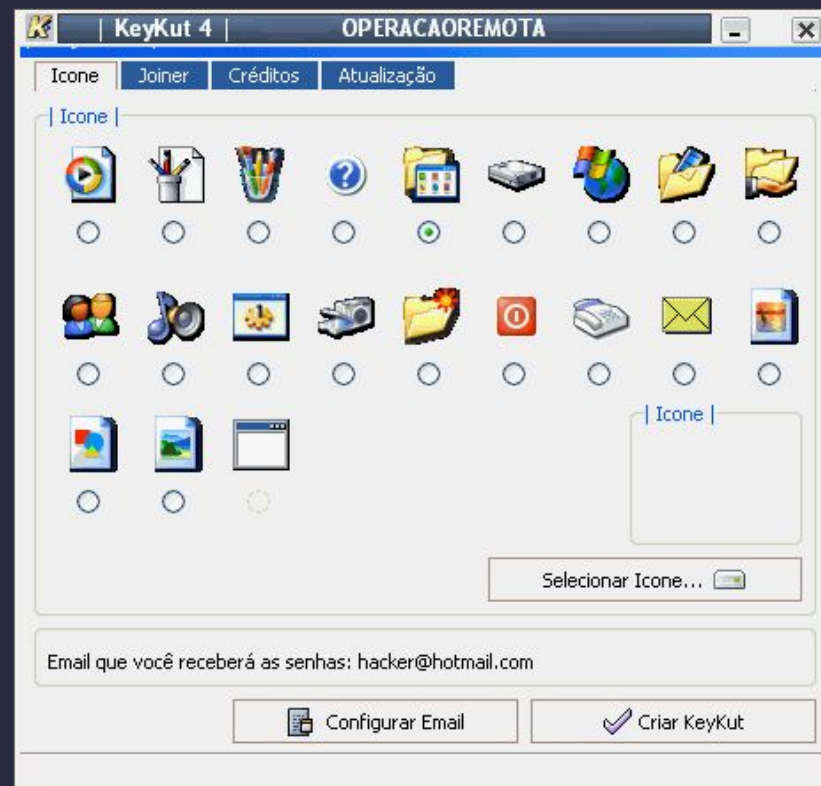 | KeyKut 4 | OPERACAOREMOTA
Icone Joiner Créditos Atualização
| Icone |
| Icone |
Selecionar Icone...
Email que você receberá as senhas: hacker@hotmail.com
Configurar Email Criar KeyKut